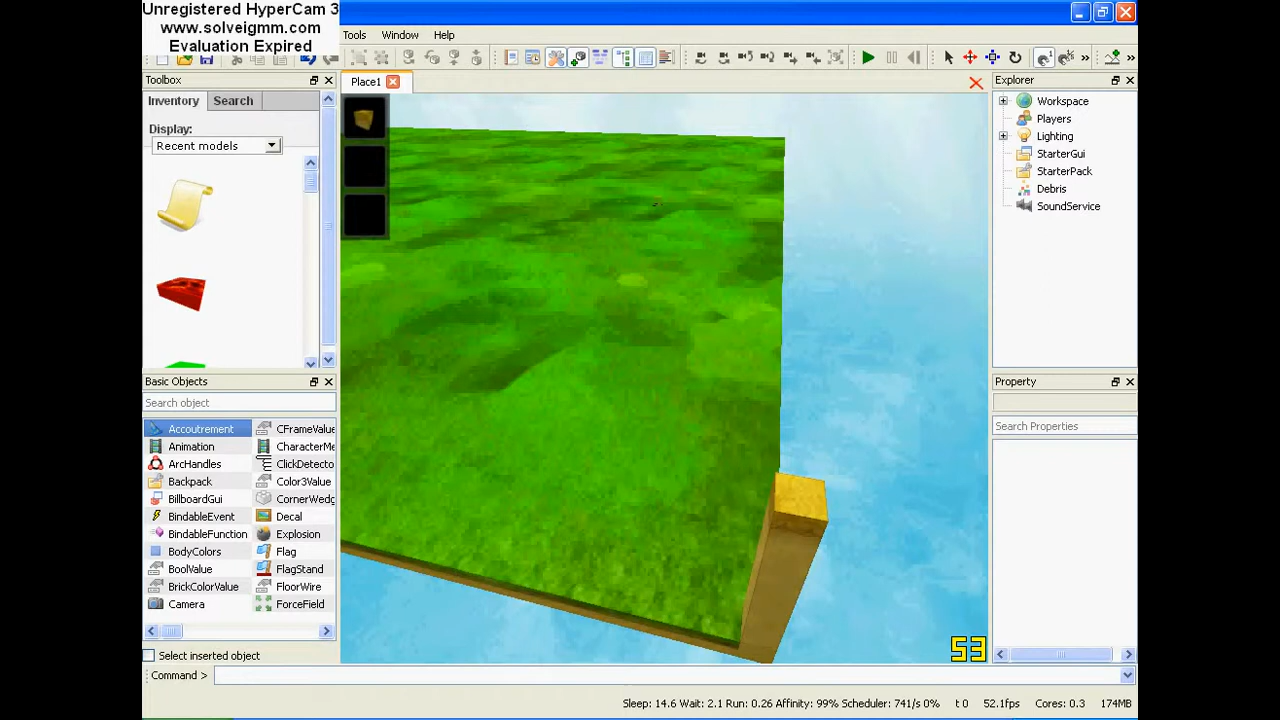 Unregistered HyperCam 3
www.solveigmm.com
Evaluation Expired
Tools Window Help
Toolbox
Place1
Explorer
Inventory Search
Display:
Recent models
Workspace
Players
Lighting
StarterGui
StarterPack
Debris
SoundService
Basic Objects
Property
Search object
Search Properties
Accoutrement CFrameValue
Animation CharacterMe
ArcHandles ClickDetecto
Backpack Color3Value
BillboardGui CornerWedg
BindableEvent Decal
BindableFunction Explosion
BodyColors Flag
BoolValue FlagStand
BrickColorValue FloorWire
Camera ForceField
53
Select inserted object
Command >
Sleep: 14.6 Wait: 2.1 Run: 0.26 Affinity: 99% Scheduler: 741/s 0% t 0 52.1fps Cores: 0.3 174MB